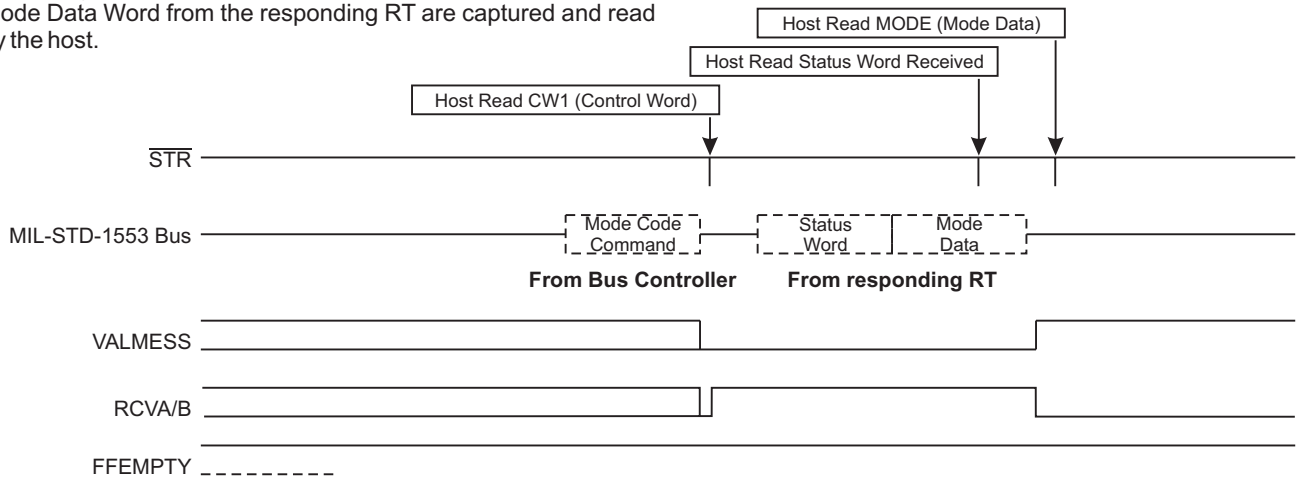 ode Data Word from the responding RT are captured and read
y the host.
Host Read MODE (Mode Data)
Host Read Status Word Received
Host Read CW1 (Control Word)
STR
MIL-STD-1553 Bus
Mode Code
Command
Status
Word
Mode
Data
From Bus Controller
From responding RT
VALMESS
RCVA/B
FFEMPTY